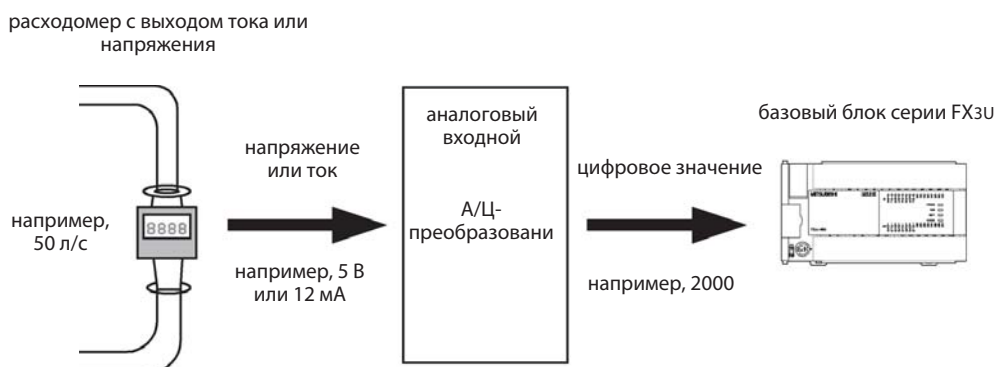 расходомер с выходом тока или
напряжения
например,
50 л/с
8888
напряжение
или ток
например, 5 В
или 12 мА
аналоговый
входной
А/Ц-
преобразовани
цифровое значение
например, 2000
базовый блок серии FX3U